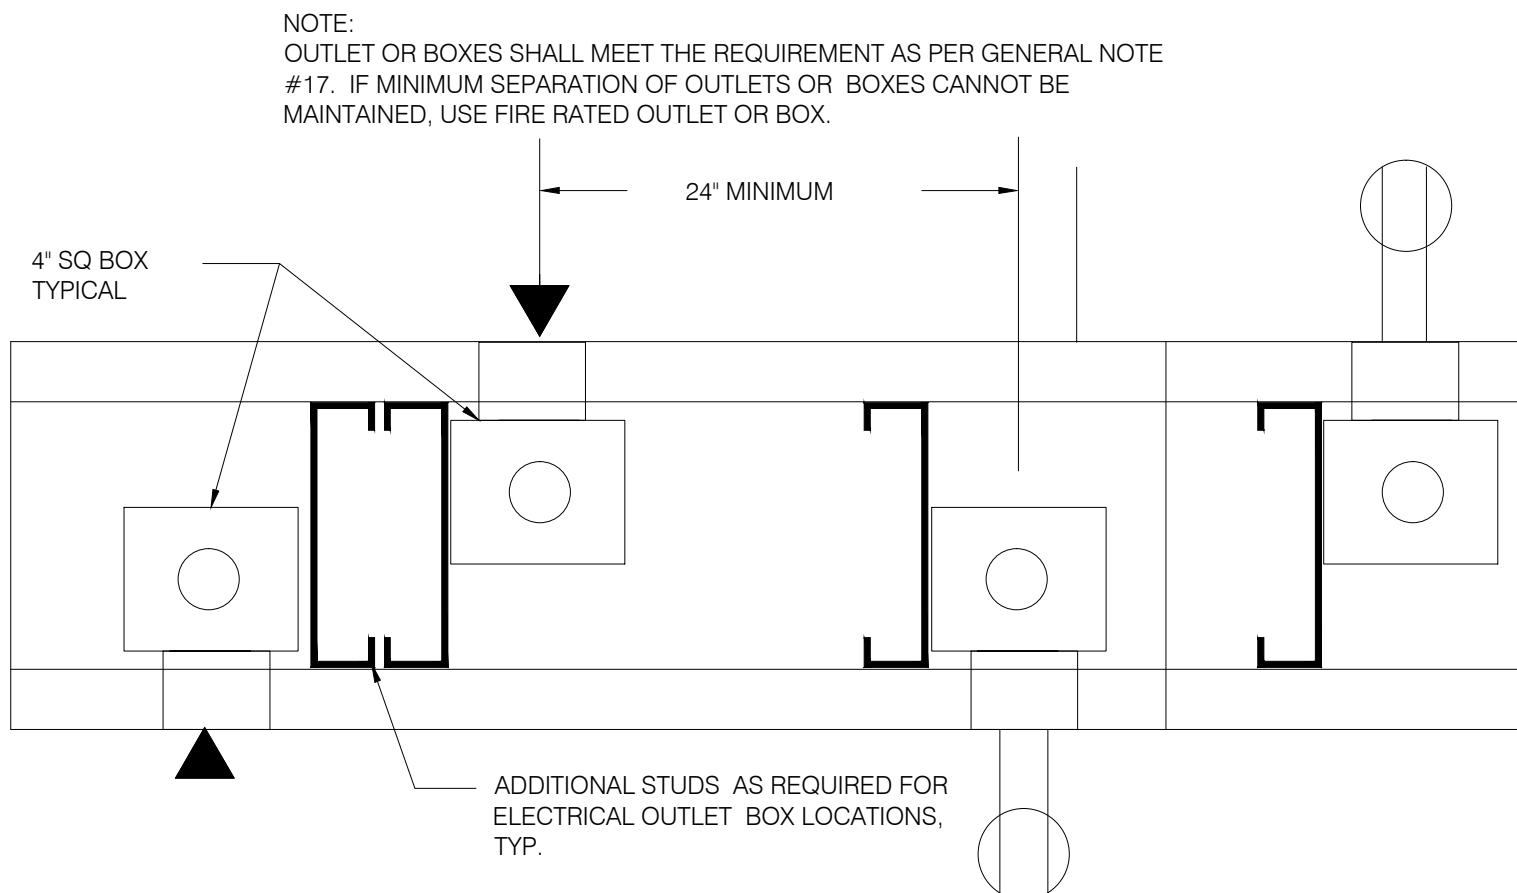 NOTE:
OUTLET OR BOXES SHALL MEET THE REQUIREMENT AS PER GENERAL NOTE
#17. IF MINIMUM SEPARATION OF OUTLETS OR BOXES CANNOT BE
MAINTAINED, USE FIRE RATED OUTLET OR BOX.
24" MINIMUM
4" SQ BOX
TYPICAL
ADDITIONAL STUDS AS REQUIRED FOR
ELECTRICAL OUTLET BOX LOCATIONS,
TYP.